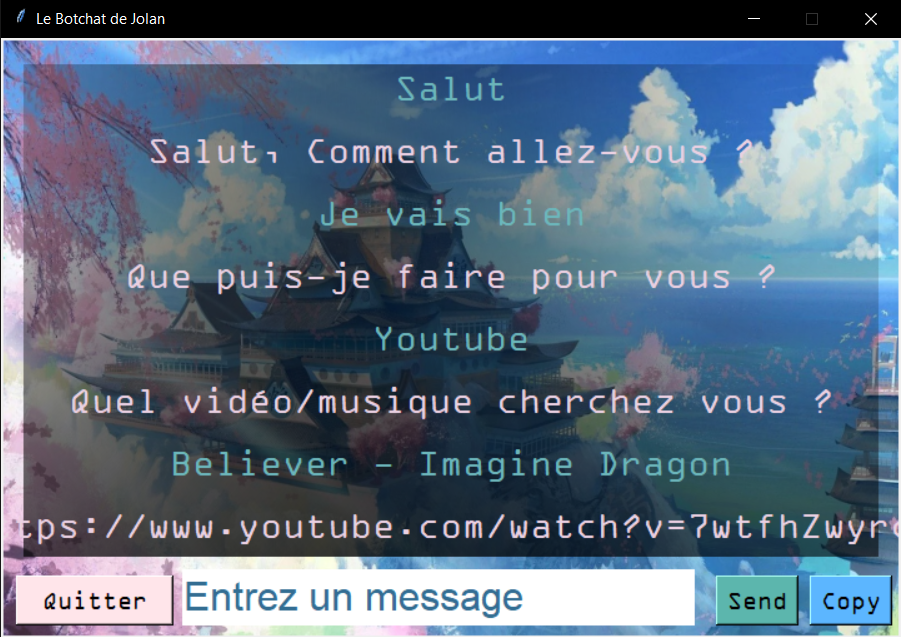 Le Botchat de Jolan
Salut
Salut, Comment allez-vous ?
Je vais bien
Que puis-je faire pour vous ?
Youtube
Quel vidéo/musique cherchez vous ?
Believer - Imagine Dragon
tps://www.youtube.com/watch?v=7wtfhZwyr
Quitter
Entrez un message
Send
Copy